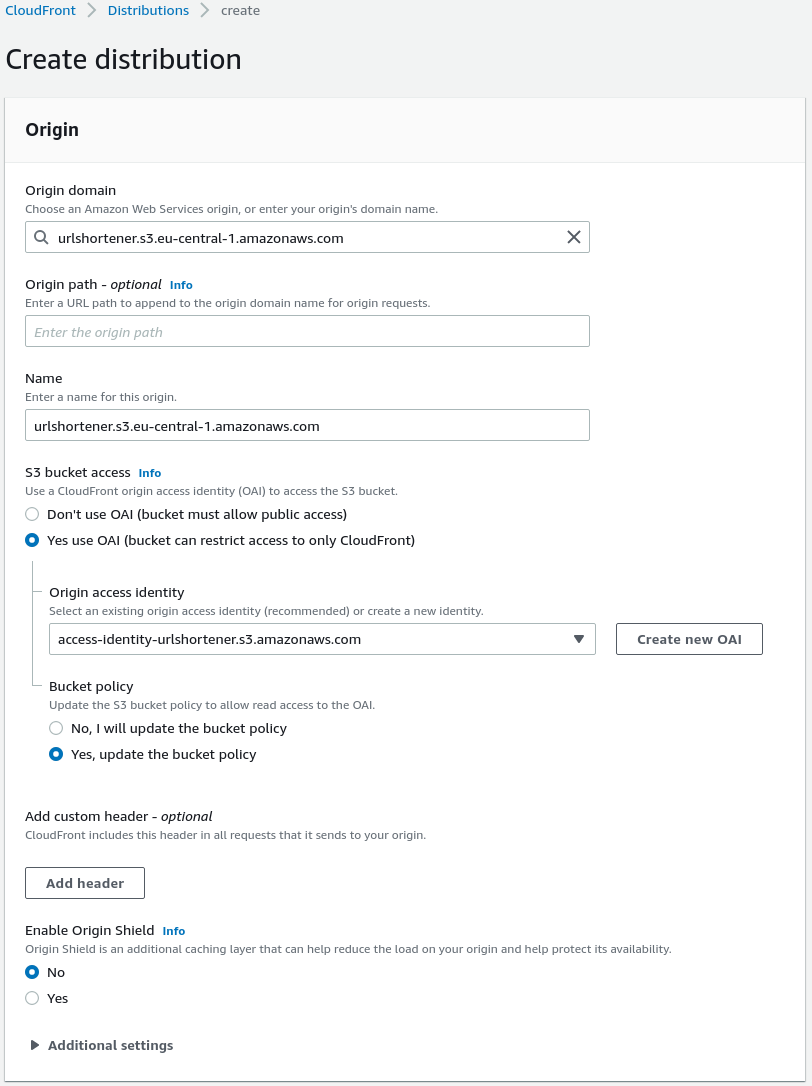 CloudFront > Distributions > create
Create distribution
Origin
Origin domain
Choose an Amazon Web Services origin, or enter your origin's domain name.
urlshortener.s3.eu-central-1.amazonaws.com
Origin path - optional Info
Enter a URL path to append to the origin domain name for origin requests.
Enter the origin path
Name
Enter a name for this origin.
urlshortener.s3.eu-central-1.amazonaws.com
S3 bucket access Info
Use a CloudFront origin access identity (OAI) to access the S3 bucket.
Don't use OAI (bucket must allow public access)
Yes use OAI (bucket can restrict access to only CloudFront)
Origin access identity
Select an existing origin access identity (recommended) or create a new identity.
access-identity-urlshortener.s3.amazonaws.com Create new OAI
Bucket policy
Update the S3 bucket policy to allow read access to the OAI.
No, I will update the bucket policy
Yes, update the bucket policy
Add custom header - optional
CloudFront includes this header in all requests that it sends to your origin.
Add header
Enable Origin Shield Info
Origin Shield is an additional caching layer that can help reduce the load on your origin and help protect its availability.
No
Yes
Additional settings